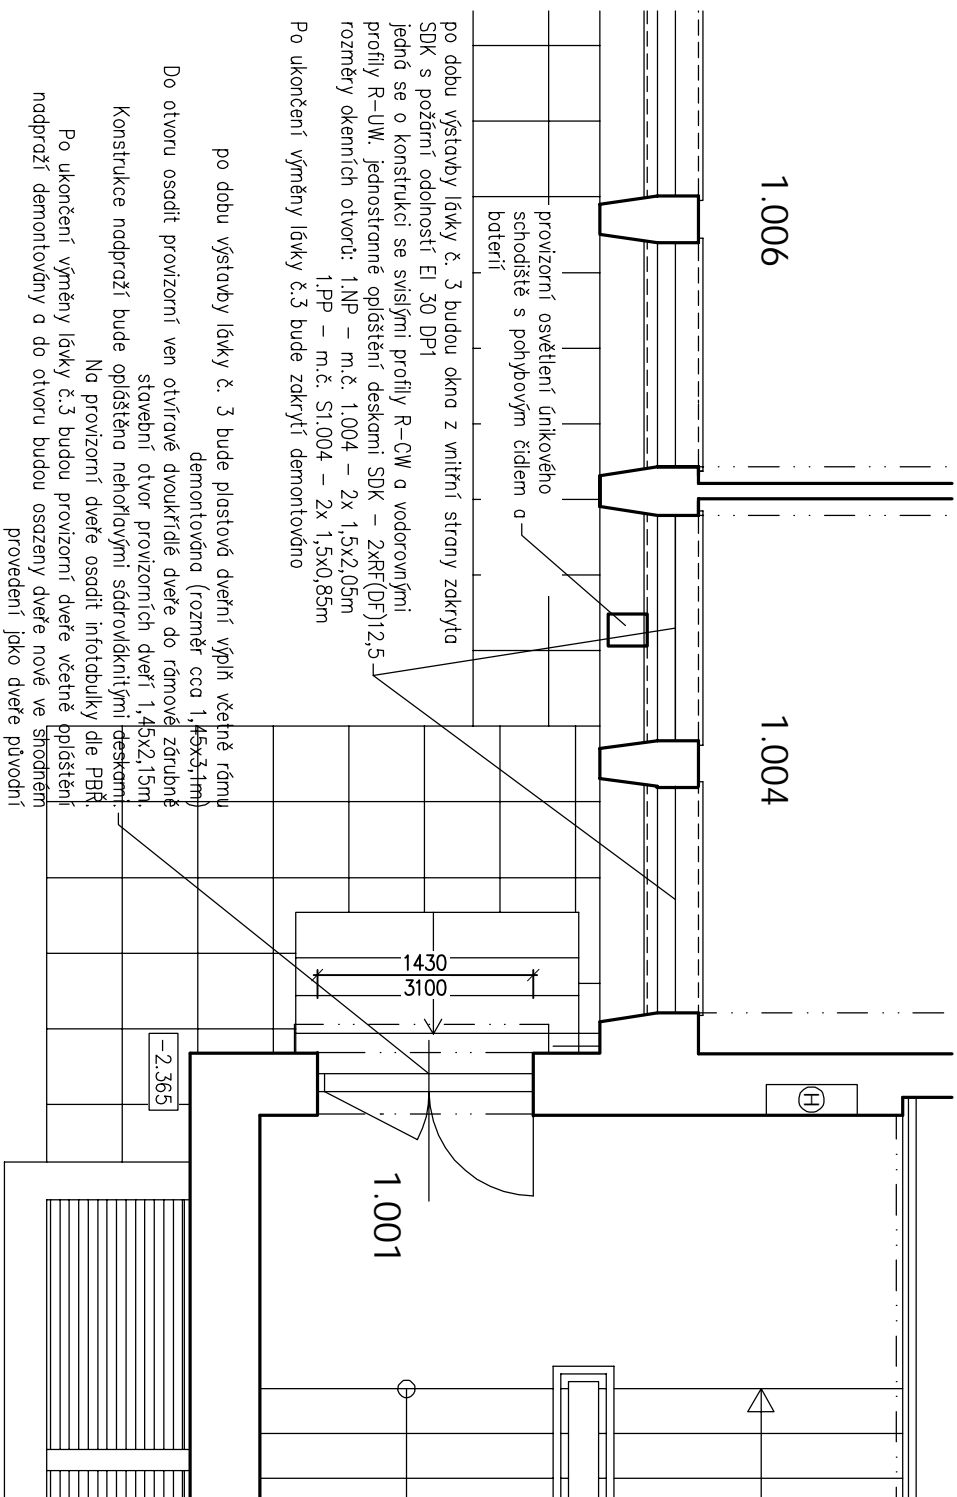 1.006
1.004
provizorní osvětlení únikového
schodiště s pohybovým čidlem a
baterií
po dobu výstavby lávky č. 3 budou okna z vnitřní strany zakryta
SDK s požární odolností EI 30 DP1
jedná se o konstrukci se svislými profily R-CW a vodorovnými
profily R-UW. jednostranné opláštění deskami SDK - 2xRF(DF)12,5
rozměry okenních otvorů: 1.NP - m.č. 1.004 - 2x 1,5x2,05m
1.PP - m.č. S1.004 - 2x 1,5x0,85m
Po ukončení výměny lávky č.3 bude zakrytí demontováno
po dobu výstavby lávky č. 3 bude plastová dveřní výplň včetně rámu
demontována (rozměr cca 1,45x3,1m)
Do otvoru osadit provizorní ven otvíravé dvoukřídlé dveře do rámové zárubně
stavební otvor provizorních dveří 1,45x2,15m.
Konstrukce nadpraží bude opláštěna nehořlavými sádrovláknitými deskami.
Na provizorní dveře osadit infotabulky dle PBŘ.
Po ukončení výměny lávky č.3 budou provizorní dveře včetně opláštění
nadpraží demontovány a do otvoru budou osazeny dveře nové ve shodném
provedení jako dveře původní
1430
3100
-2.365
H
1.001